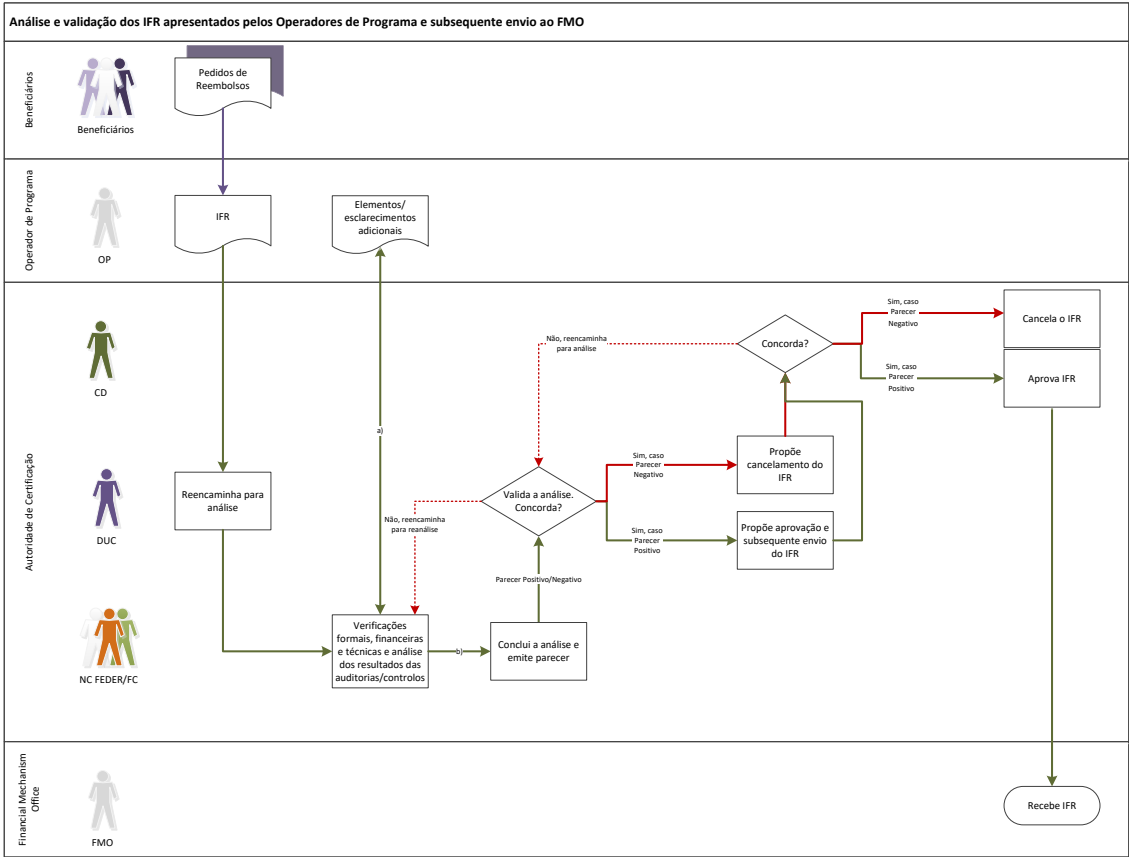 Análise e validação dos IFR apresentados pelos Operadores de Programa e subsequente envio ao FMO
Beneficiários
Beneficiários
Pedidos de
Reembolsos
Operador de Programa
OP
IFR
Elementos/
esclarecimentos
adicionais
Autoridade de Certificação
CD
Não, reencaminha
para análise
Concorda?
Sim, caso
Parecer
Negativo
Cancela o IFR
Sim, caso
Parecer
Positivo
Aprova IFR
a)
DUC
Reencaminha para
análise
Não, reencaminha
para reanálise
Valida a análise.
Concorda?
Sim, caso
Parecer
Negativo
Propõe
cancelamento do
IFR
Sim, caso
Parecer
Positivo
Propõe aprovação e
subsequente envio
do IFR
Parecer Positivo/Negativo
NC FEDER/FC
Verificações
formais, financeiras
e técnicas e análise
dos resultados das
auditorias/controlos
b)
Conclui a análise e
emite parecer
Financial Mechanism
Office
FMO
Recebe IFR